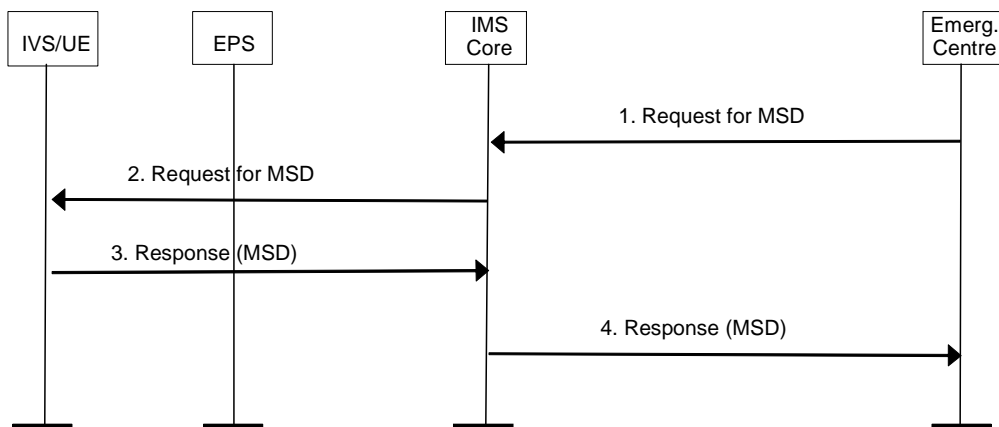 IVS/UE
EPS
IMS
Core
Emerg.
Centre
1. Request for MSD
2. Request for MSD
3. Response (MSD)
4. Response (MSD)